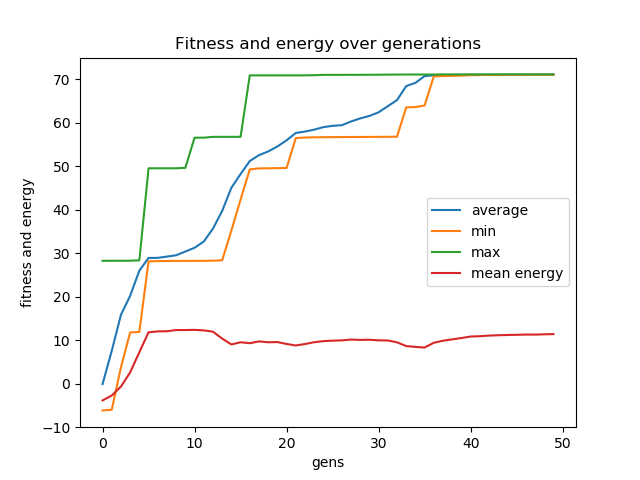 Fitness and energy over generations
fitness and energy
70
60
50
40
30
20
10
0
−10
average
min
max
mean energy
0 10 20 30 40 50
gens